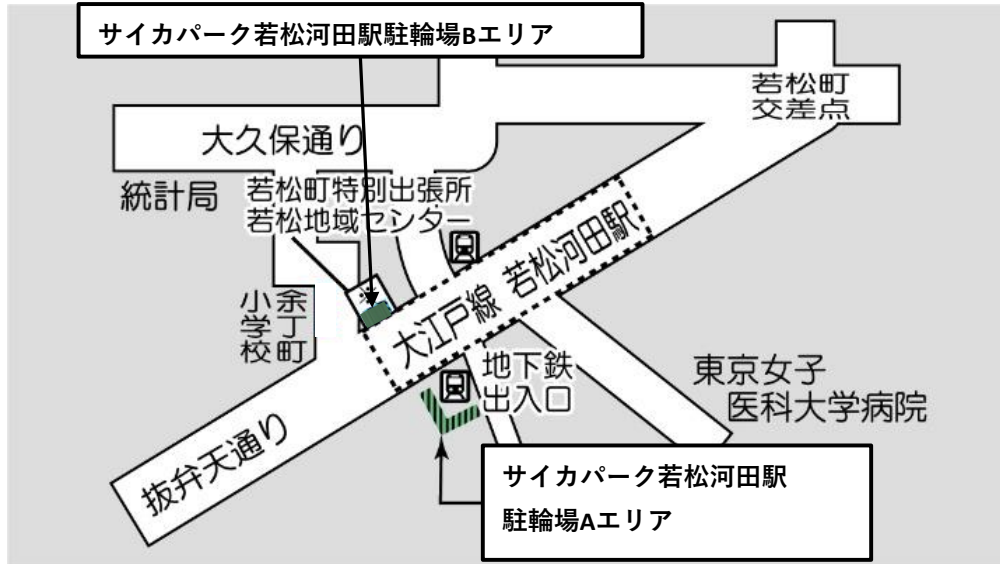 サイカパーク若松河田駅駐輪場Bエリア
若松町
交差点
大久保通り
統計局
若松町特別出張所
若松地域センター
大江戸線 若松河田駅
余丁町
小学校
地下鉄
出入口
東京女子
医科大学病院
抜弁天通り
サイカパーク若松河田駅
駐輪場Aエリア